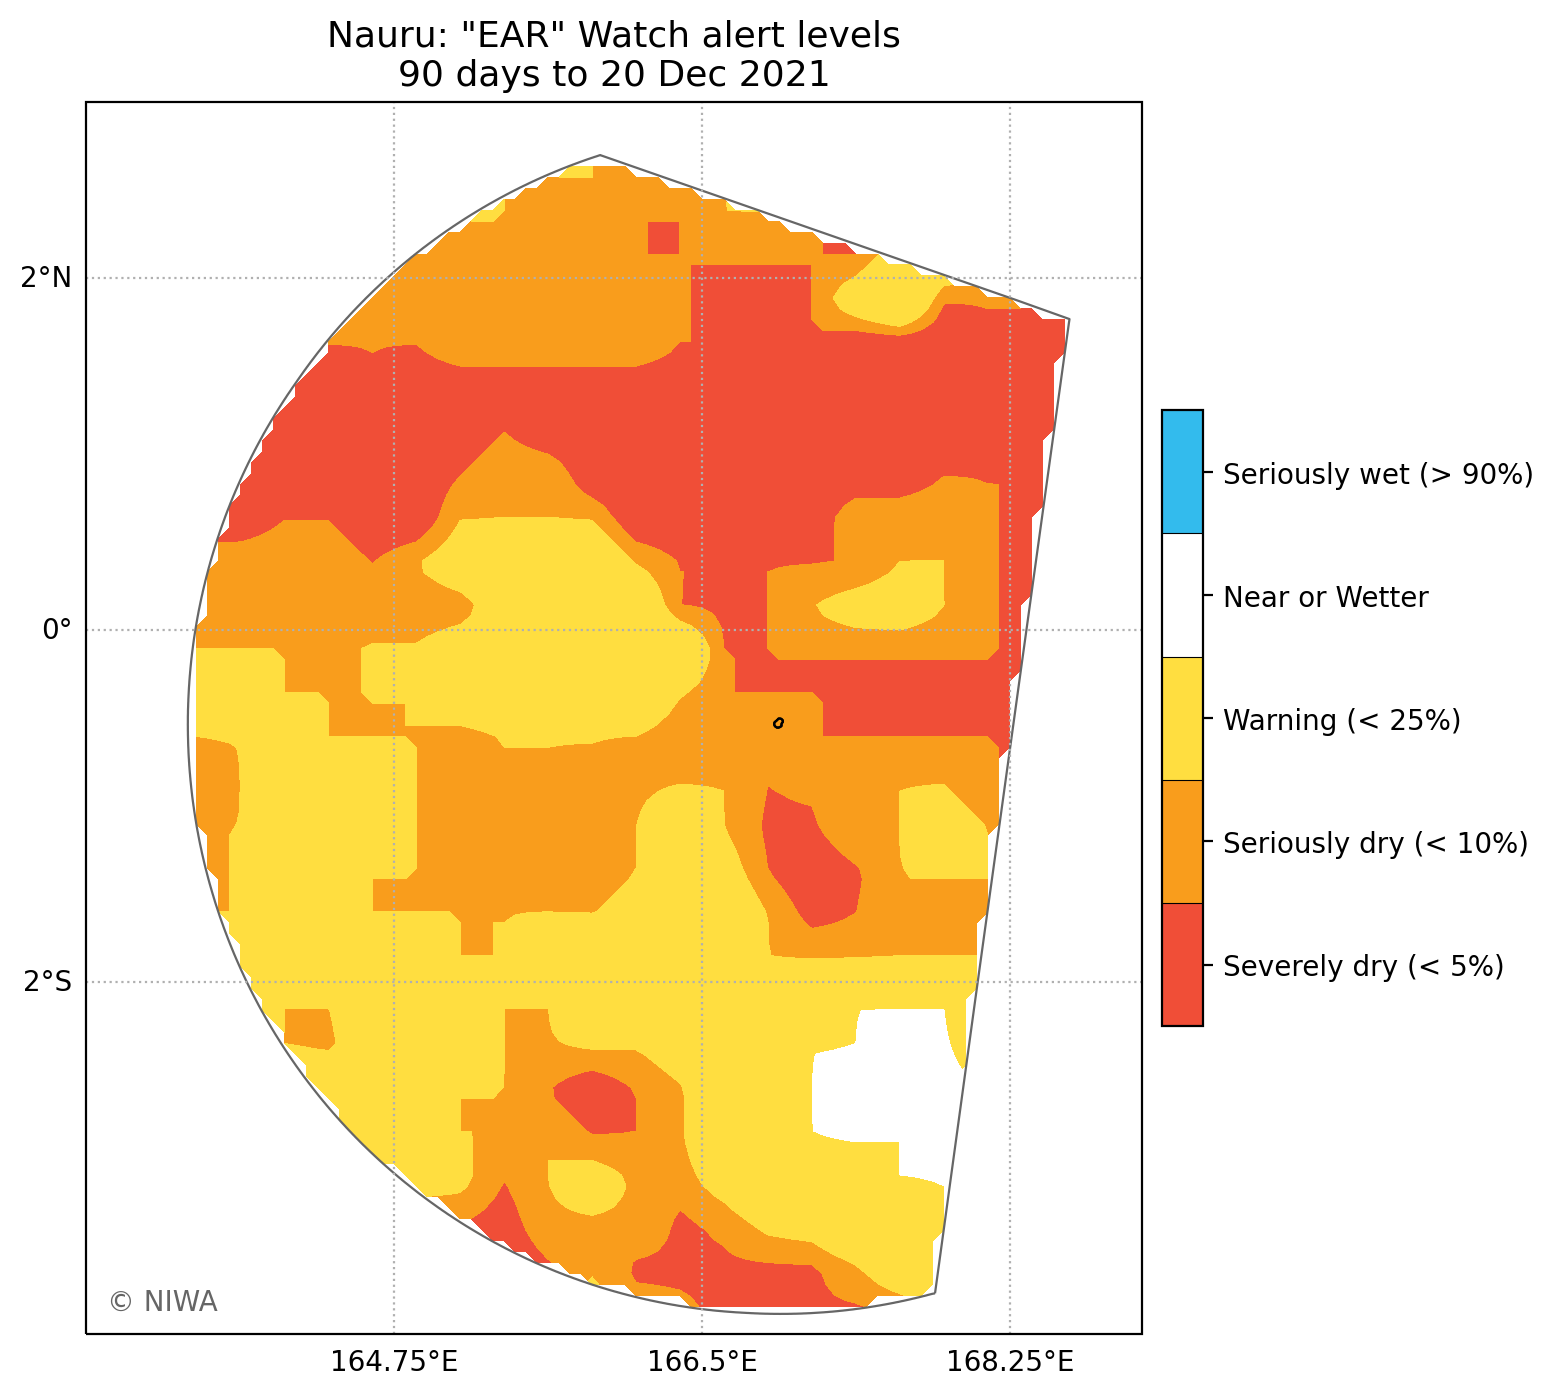 Nauru: "EAR" Watch alert levels
90 days to 20 Dec 2021
2°N
0°
2°S
164.75°E
166.5°E
168.25°E
Seriously wet (> 90%)
Near or Wetter
Warning (< 25%)
Seriously dry (< 10%)
Severely dry (< 5%)
© NIWA